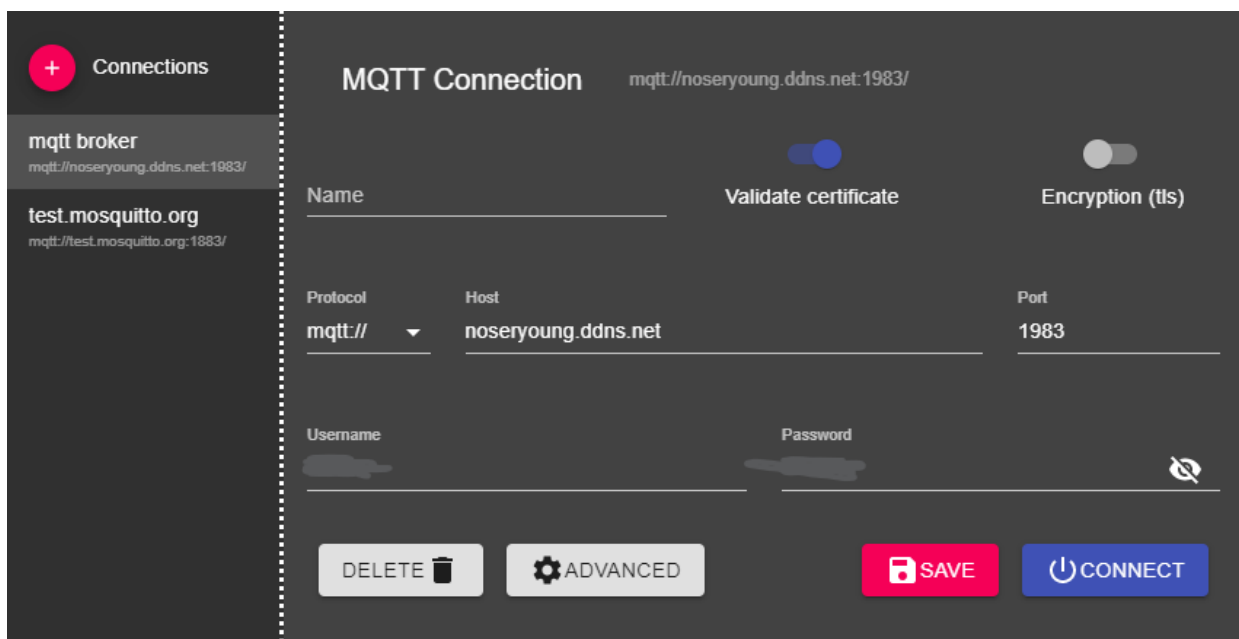 Connections
mqtt broker
mqtt://noseryoung.ddns.net:1983/
test.mosquitto.org
mqtt://test.mosquitto.org:1883/
MQTT Connection mqtt://noseryoung.ddns.net:1983/
Name Validate certificate Encryption (tls)
Protocol Host Port
mqtt:// noseryoung.ddns.net 1983
Username Password
DELETE ADVANCED SAVE CONNECT